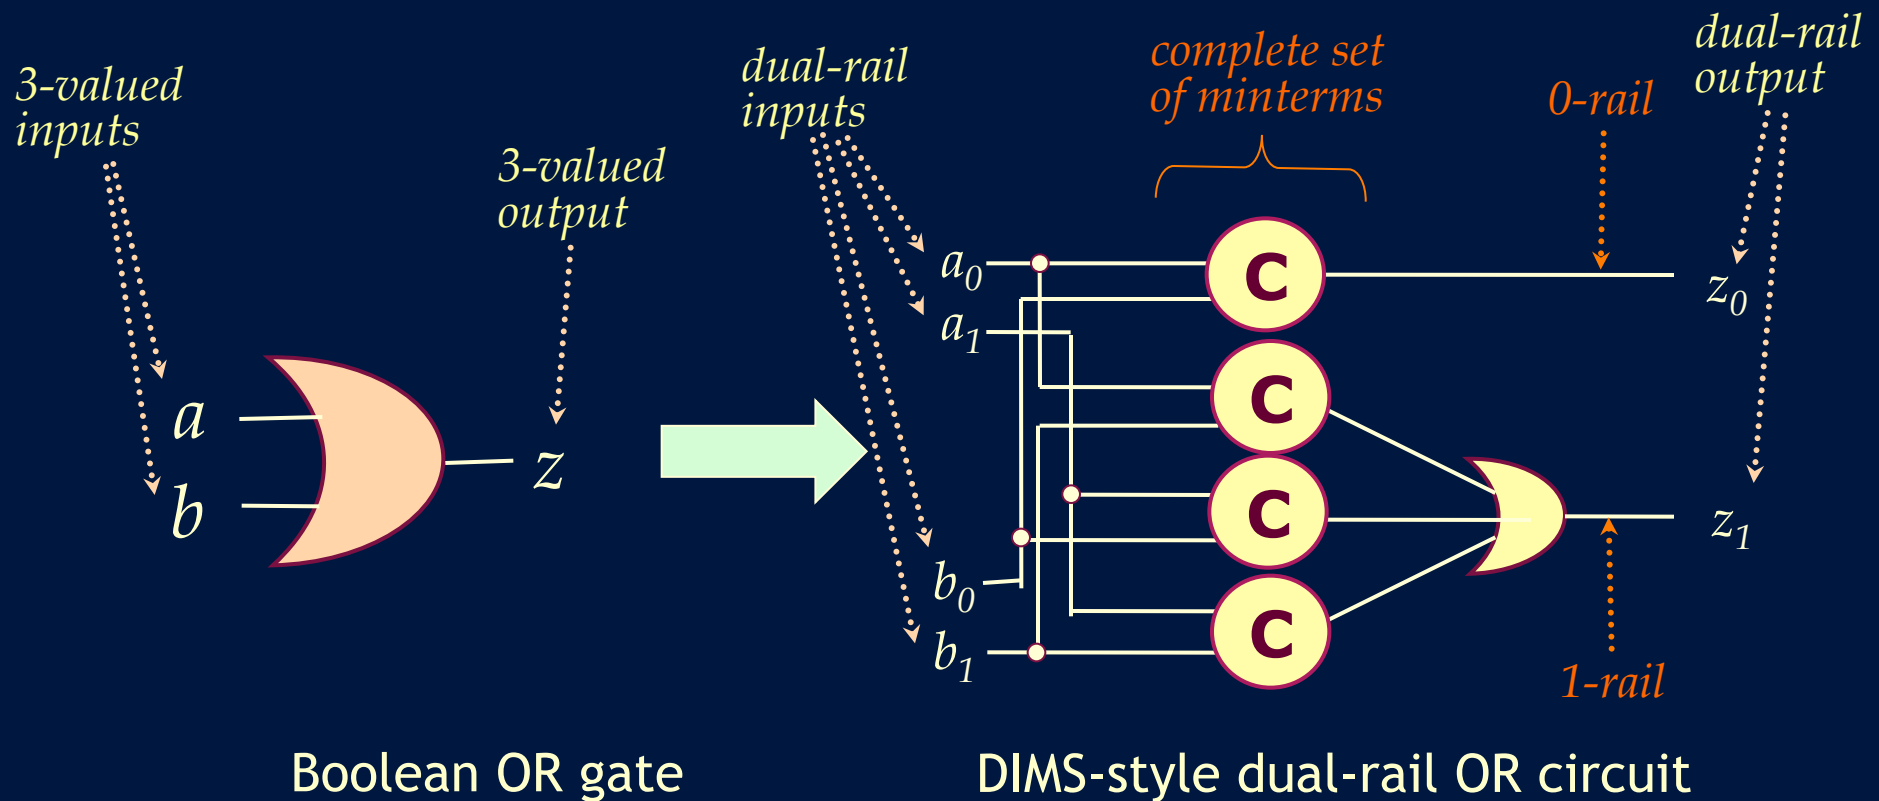 3-valued
inputs
3-valued
output
a
b
z
Boolean OR gate
dual-rail
inputs
complete set
of minterms
0-rail
dual-rail
output
a0
a1
b0
b1
C
C
C
C
z0
z1
1-rail
DIMS-style dual-rail OR circuit